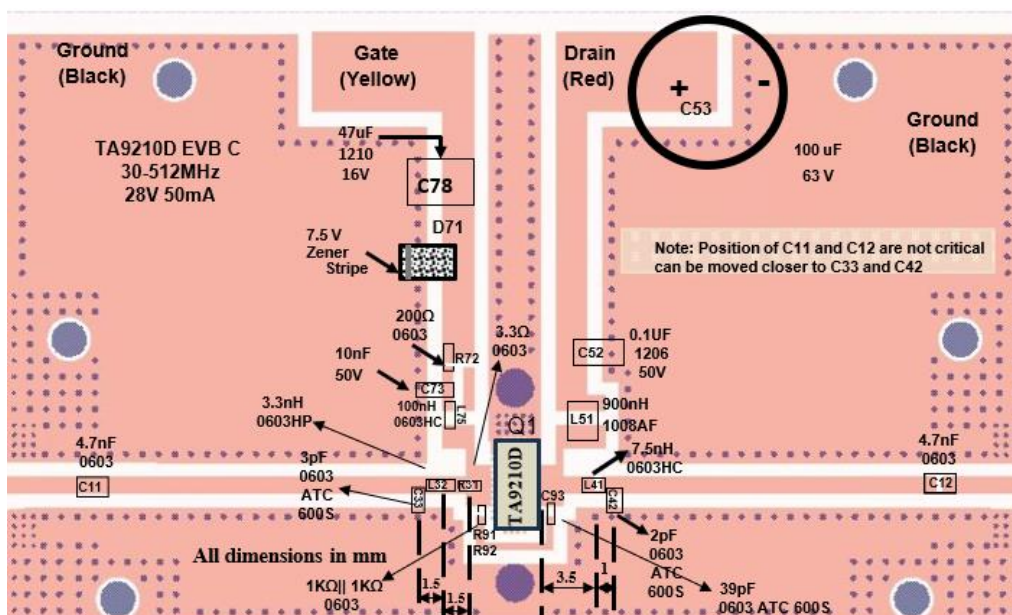 Ground
(Black)
Gate
(Yellow)
Drain
(Red)
+
-
C53
Ground
(Black)
TA9210D EVB C
30-512MHz
28V 50mA
47uF
1210
16V
C78
100 uF
63 V
D71
7.5 V
Zener
Stripe
Note: Position of C11 and C12 are not critical
can be moved closer to C33 and C42
200Ω
0603
R72
3.3Ω
0603
C52
0.1UF
1206
50V
10nF
50V
C73
100nH
0603HC
L75
3.3nH
0603HP
Q1
TA9210D
L51
900nH
1008AF
7.5nH
0603HC
4.7nF
0603
C11
3pF
0603
ATC
600S
C33
L32
R31
L41
C42
C93
4.7nF
0603
C12
R91
R92
All dimensions in mm
1KΩ|| 1KΩ
0603
1.5
1.5
3.5
1
2pF
0603
ATC
600S
39pF
0603 ATC 600S